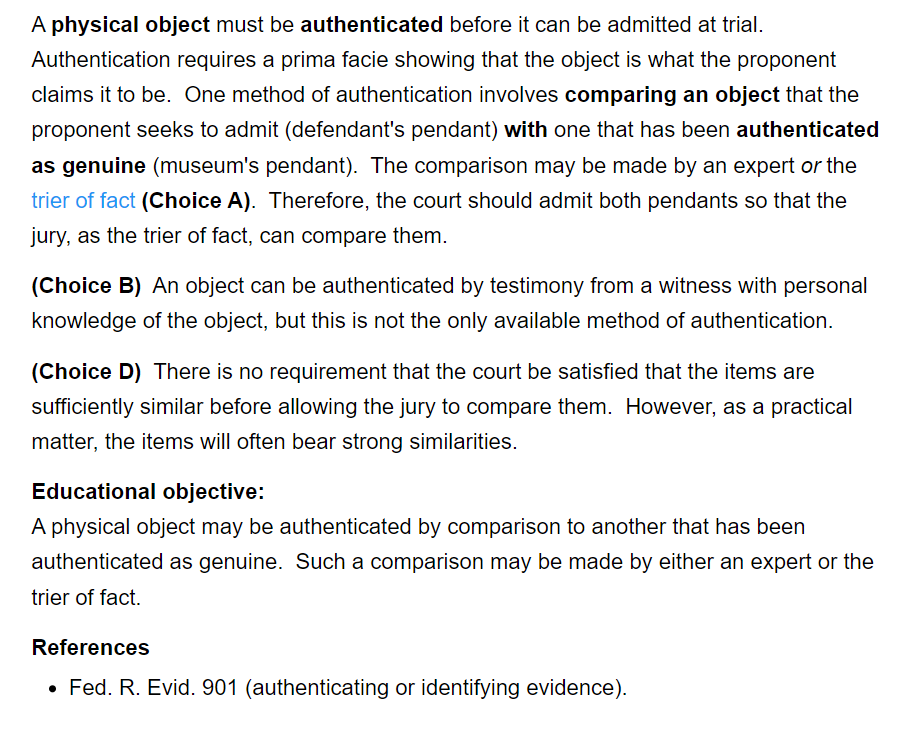 A physical object must be authenticated before it can be admitted at trial.
Authentication requires a prima facie showing that the object is what the proponent
claims it to be.  One method of authentication involves comparing an object that the
proponent seeks to admit (defendant's pendant) with one that has been authenticated
as genuine (museum's pendant).  The comparison may be made by an expert or the
trier of fact (Choice A).  Therefore, the court should admit both pendants so that the
jury, as the trier of fact, can compare them.
(Choice B)  An object can be authenticated by testimony from a witness with personal
knowledge of the object, but this is not the only available method of authentication.
(Choice D)  There is no requirement that the court be satisfied that the items are
sufficiently similar before allowing the jury to compare them.  However, as a practical
matter, the items will often bear strong similarities.
Educational objective:
A physical object may be authenticated by comparison to another that has been
authenticated as genuine.  Such a comparison may be made by either an expert or the
trier of fact.
References
• Fed. R. Evid. 901 (authenticating or identifying evidence).